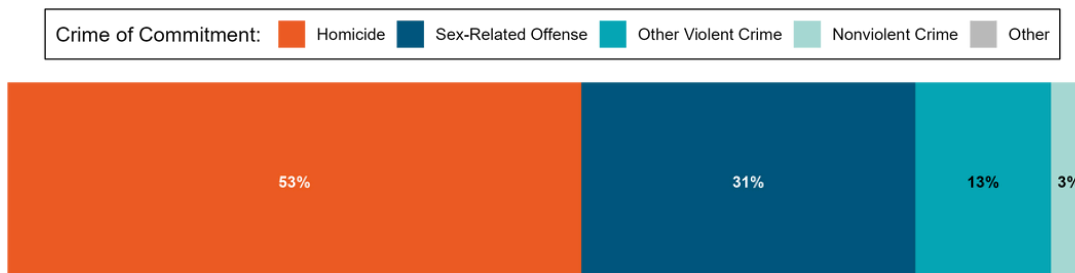 Crime of Commitment: Homicide Sex-Related Offense Other Violent Crime Nonviolent Crime Other
53% 31% 13% 3%